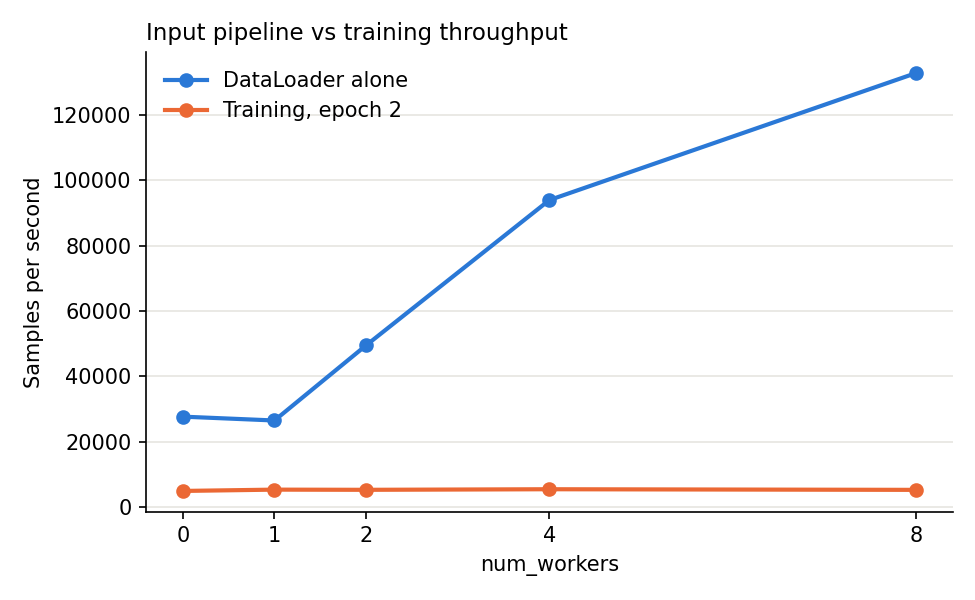 Input pipeline vs training throughput
DataLoader alone
Training, epoch 2
Samples per second
120000
100000
80000
60000
40000
20000
0
0 1 2 4 8
num_workers